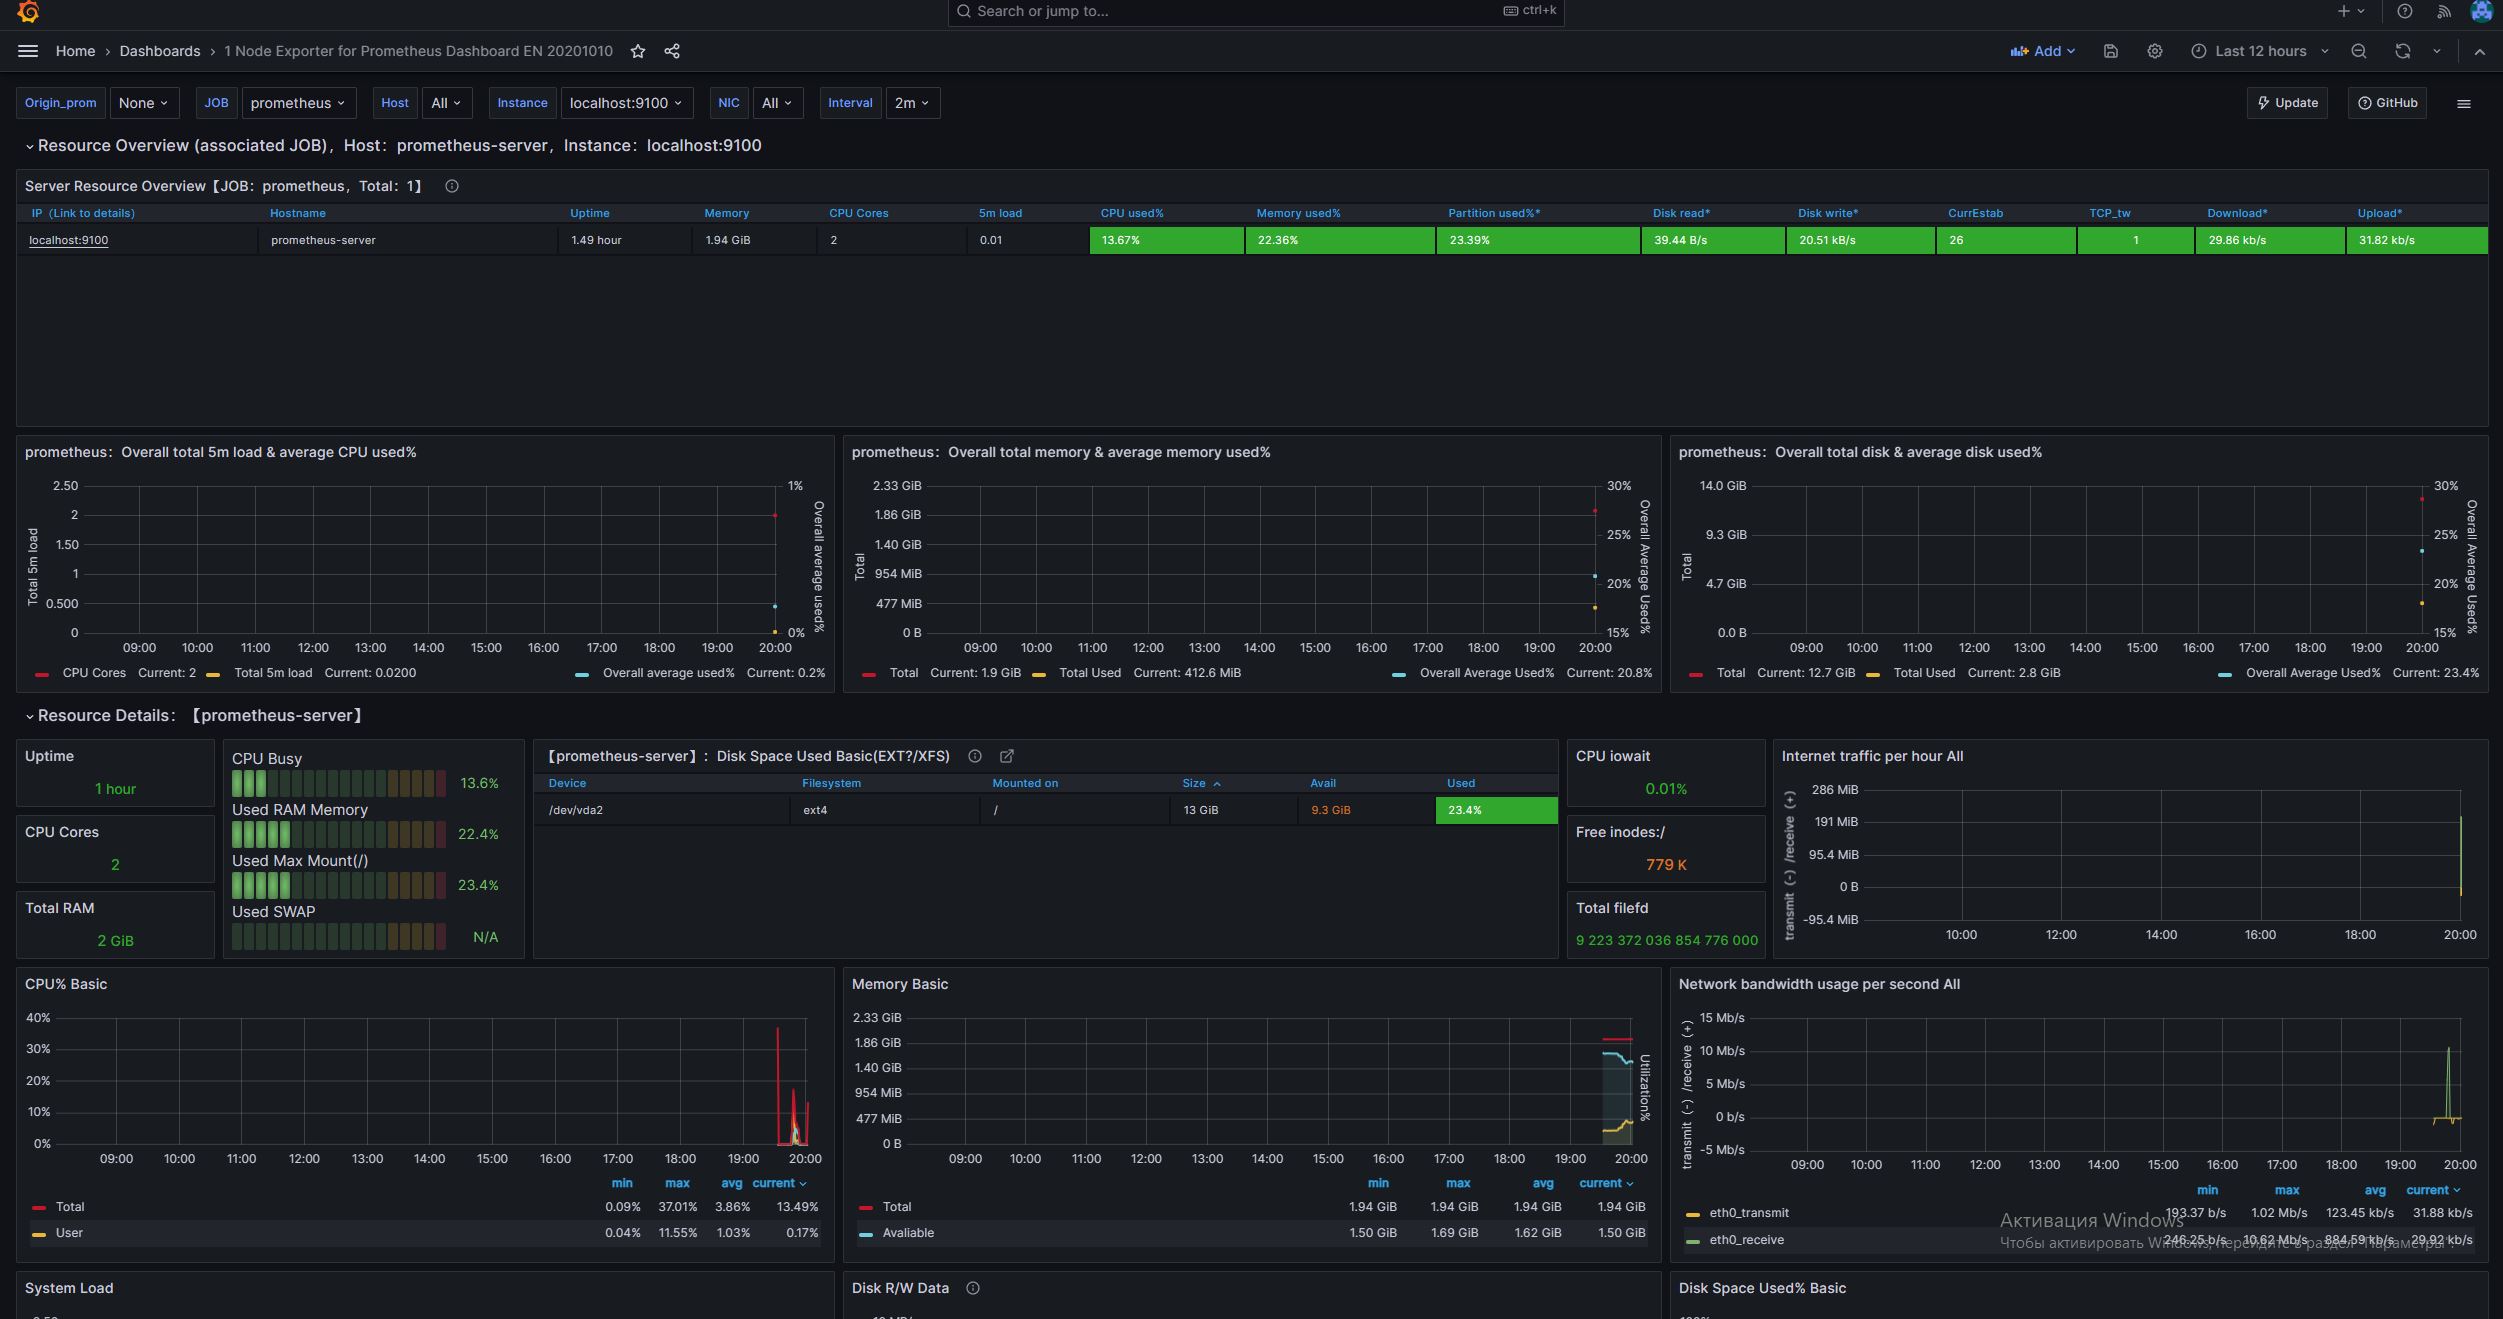 Search or jump to... ctrl+k
Home › Dashboards › 1 Node Exporter for Prometheus Dashboard EN 20201010 Add Last 12 hours
Origin_prom None JOB prometheus Host All Instance localhost:9100 NIC All Interval 2m Update GitHub
Resource Overview (associated JOB)，Host：prometheus-server，Instance：localhost:9100
Server Resource Overview【JOB：prometheus，Total：1】
IP（Link to details) Hostname Uptime Memory CPU Cores 5m load CPU used% Memory used% Partition used%* Disk read* Disk write* CurrEstab TCP_tw Download* Upload*
localhost:9100 prometheus-server 1.49 hour 1.94 GiB 2 0.01 13.67% 22.36% 23.39% 39.44 B/s 20.51 kB/s 26 1 29.86 kb/s 31.82 kb/s
prometheus：Overall total 5m load & average CPU used%
2.50
2
1.50
1
0.500
0
1%
0%
Total 5m load
Overall average used%
09:00 10:00 11:00 12:00 13:00 14:00 15:00 16:00 17:00 18:00 19:00 20:00
CPU Cores Current: 2 Total 5m load Current: 0.0200 Overall average used% Current: 0.2%
prometheus：Overall total memory & average memory used%
2.33 GiB
1.86 GiB
1.40 GiB
954 MiB
477 MiB
0 B
30%
25%
20%
15%
Total
Overall Average Used%
09:00 10:00 11:00 12:00 13:00 14:00 15:00 16:00 17:00 18:00 19:00 20:00
Total Current: 1.9 GiB Total Used Current: 412.6 MiB Overall Average Used% Current: 20.8%
prometheus：Overall total disk & average disk used%
14.0 GiB
9.3 GiB
4.7 GiB
0.0 B
30%
25%
20%
15%
Total
Overall Average Used%
09:00 10:00 11:00 12:00 13:00 14:00 15:00 16:00 17:00 18:00 19:00 20:00
Total Current: 12.7 GiB Total Used Current: 2.8 GiB Overall Average Used% Current: 23.4%
Resource Details：【prometheus-server】
Uptime
1 hour
CPU Cores
2
Total RAM
2 GiB
CPU Busy
13.6%
Used RAM Memory
22.4%
Used Max Mount(/)
23.4%
Used SWAP
N/A
【prometheus-server】：Disk Space Used Basic(EXT?/XFS)
Device Filesystem Mounted on Size Avail Used
/dev/vda2 ext4 / 13 GiB 9.3 GiB 23.4%
CPU iowait
0.01%
Free inodes:/
779 K
Total filefd
9 223 372 036 854 776 000
Internet traffic per hour All
286 MiB
191 MiB
95.4 MiB
0 B
-95.4 MiB
transmit（-）/receive（+）
10:00 12:00 14:00 16:00 18:00 20:00
CPU% Basic
40%
30%
20%
10%
0%
09:00 10:00 11:00 12:00 13:00 14:00 15:00 16:00 17:00 18:00 19:00 20:00
min max avg current
Total 0.09% 37.01% 3.86% 13.49%
User 0.04% 11.55% 1.03% 0.17%
Memory Basic
2.33 GiB
1.86 GiB
1.40 GiB
954 MiB
477 MiB
0 B
Utilization%
09:00 10:00 11:00 12:00 13:00 14:00 15:00 16:00 17:00 18:00 19:00 20:00
min max avg current
Total 1.94 GiB 1.94 GiB 1.94 GiB 1.94 GiB
Avaliable 1.50 GiB 1.69 GiB 1.62 GiB 1.50 GiB
Network bandwidth usage per second All
15 Mb/s
10 Mb/s
5 Mb/s
0 b/s
-5 Mb/s
transmit（-）/receive（+）
09:00 10:00 11:00 12:00 13:00 14:00 15:00 16:00 17:00 18:00 19:00 20:00
min max avg current
eth0_transmit 193.37 b/s 1.02 Mb/s 123.45 kb/s 31.88 kb/s
eth0_receive 246.25 b/s 10.62 Mb/s 884.59 kb/s 29.92 kb/s
Активация Windows
Чтобы активировать Windows, перейдите в раздел "Параметры".
System Load
Disk R/W Data
Disk Space Used% Basic